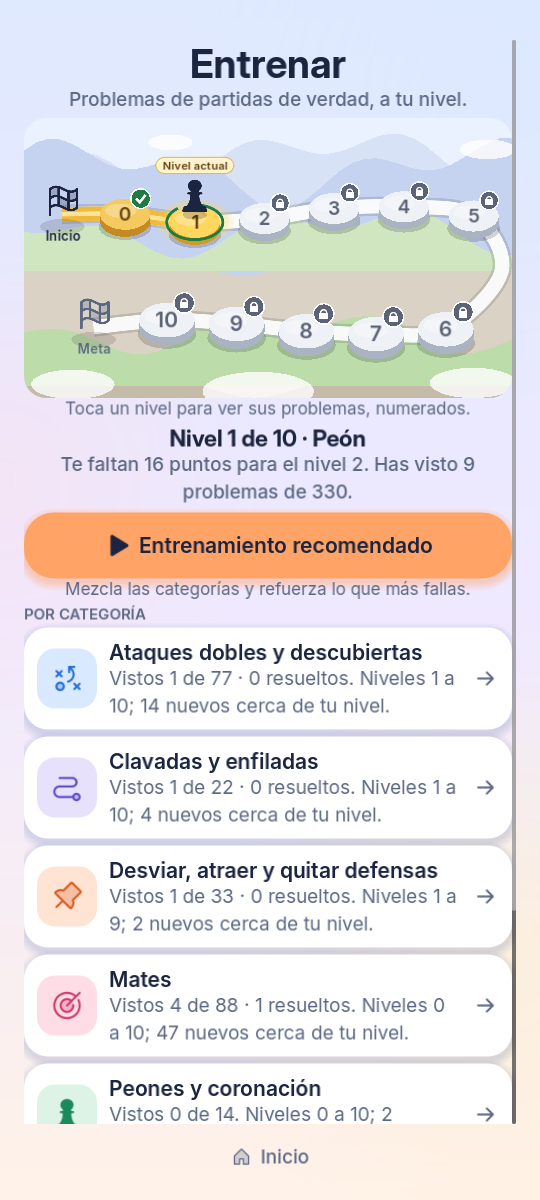 Entrenar
Problemas de partidas de verdad, a tu nivel.
Nivel actual
Inicio
0
1
2
3
4
5
Meta
10
9
8
7
6
Toca un nivel para ver sus problemas, numerados.
Nivel 1 de 10 · Peón
Te faltan 16 puntos para el nivel 2. Has visto 9
problemas de 330.
Entrenamiento recomendado
Mezcla las categorías y refuerza lo que más fallas.
POR CATEGORÍA
Ataques dobles y descubiertas
Vistos 1 de 77 · 0 resueltos. Niveles 1 a
10; 14 nuevos cerca de tu nivel.
Clavadas y enfiladas
Vistos 1 de 22 · 0 resueltos. Niveles 1 a
10; 4 nuevos cerca de tu nivel.
Desviar, atraer y quitar defensas
Vistos 1 de 33 · 0 resueltos. Niveles 1 a
9; 2 nuevos cerca de tu nivel.
Mates
Vistos 4 de 88 · 1 resueltos. Niveles 0
a 10; 47 nuevos cerca de tu nivel.
Peones y coronación
Vistos 0 de 14. Niveles 0 a 10; 2
Inicio